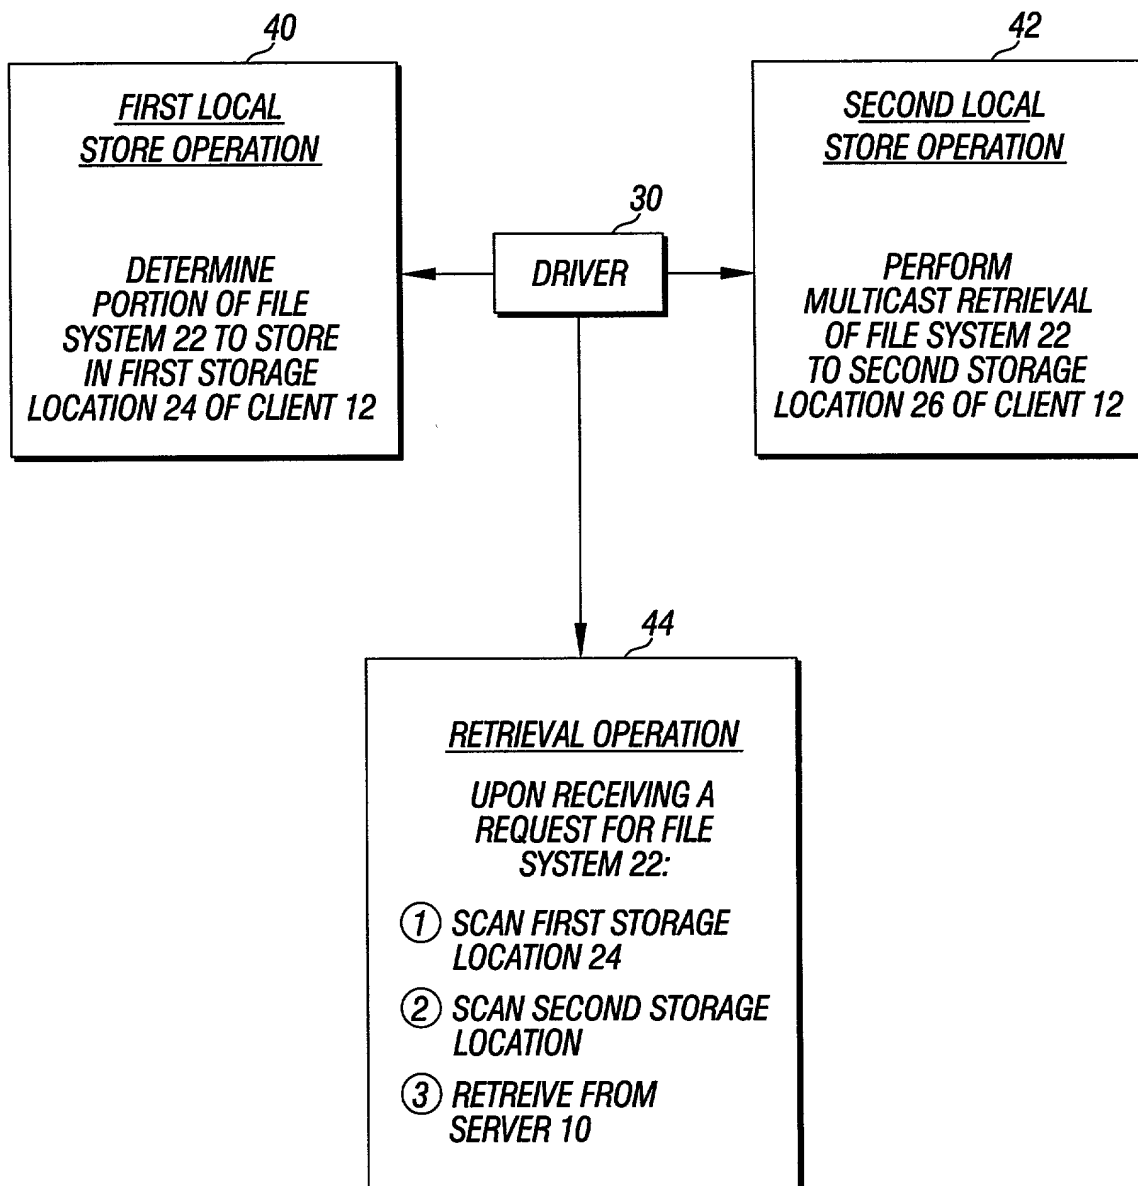 40
FIRST LOCAL
STORE OPERATION
DETERMINE
PORTION OF FILE
SYSTEM 22 TO STORE
IN FIRST STORAGE
LOCATION 24 OF CLIENT 12
30
DRIVER
42
SECOND LOCAL
STORE OPERATION
PERFORM
MULTICAST RETRIEVAL
OF FILE SYSTEM 22
TO SECOND STORAGE
LOCATION 26 OF CLIENT 12
44
RETRIEVAL OPERATION
UPON RECEIVING A
REQUEST FOR FILE
SYSTEM 22:
1 SCAN FIRST STORAGE
LOCATION 24
2 SCAN SECOND STORAGE
LOCATION
3 RETREIVE FROM
SERVER 10